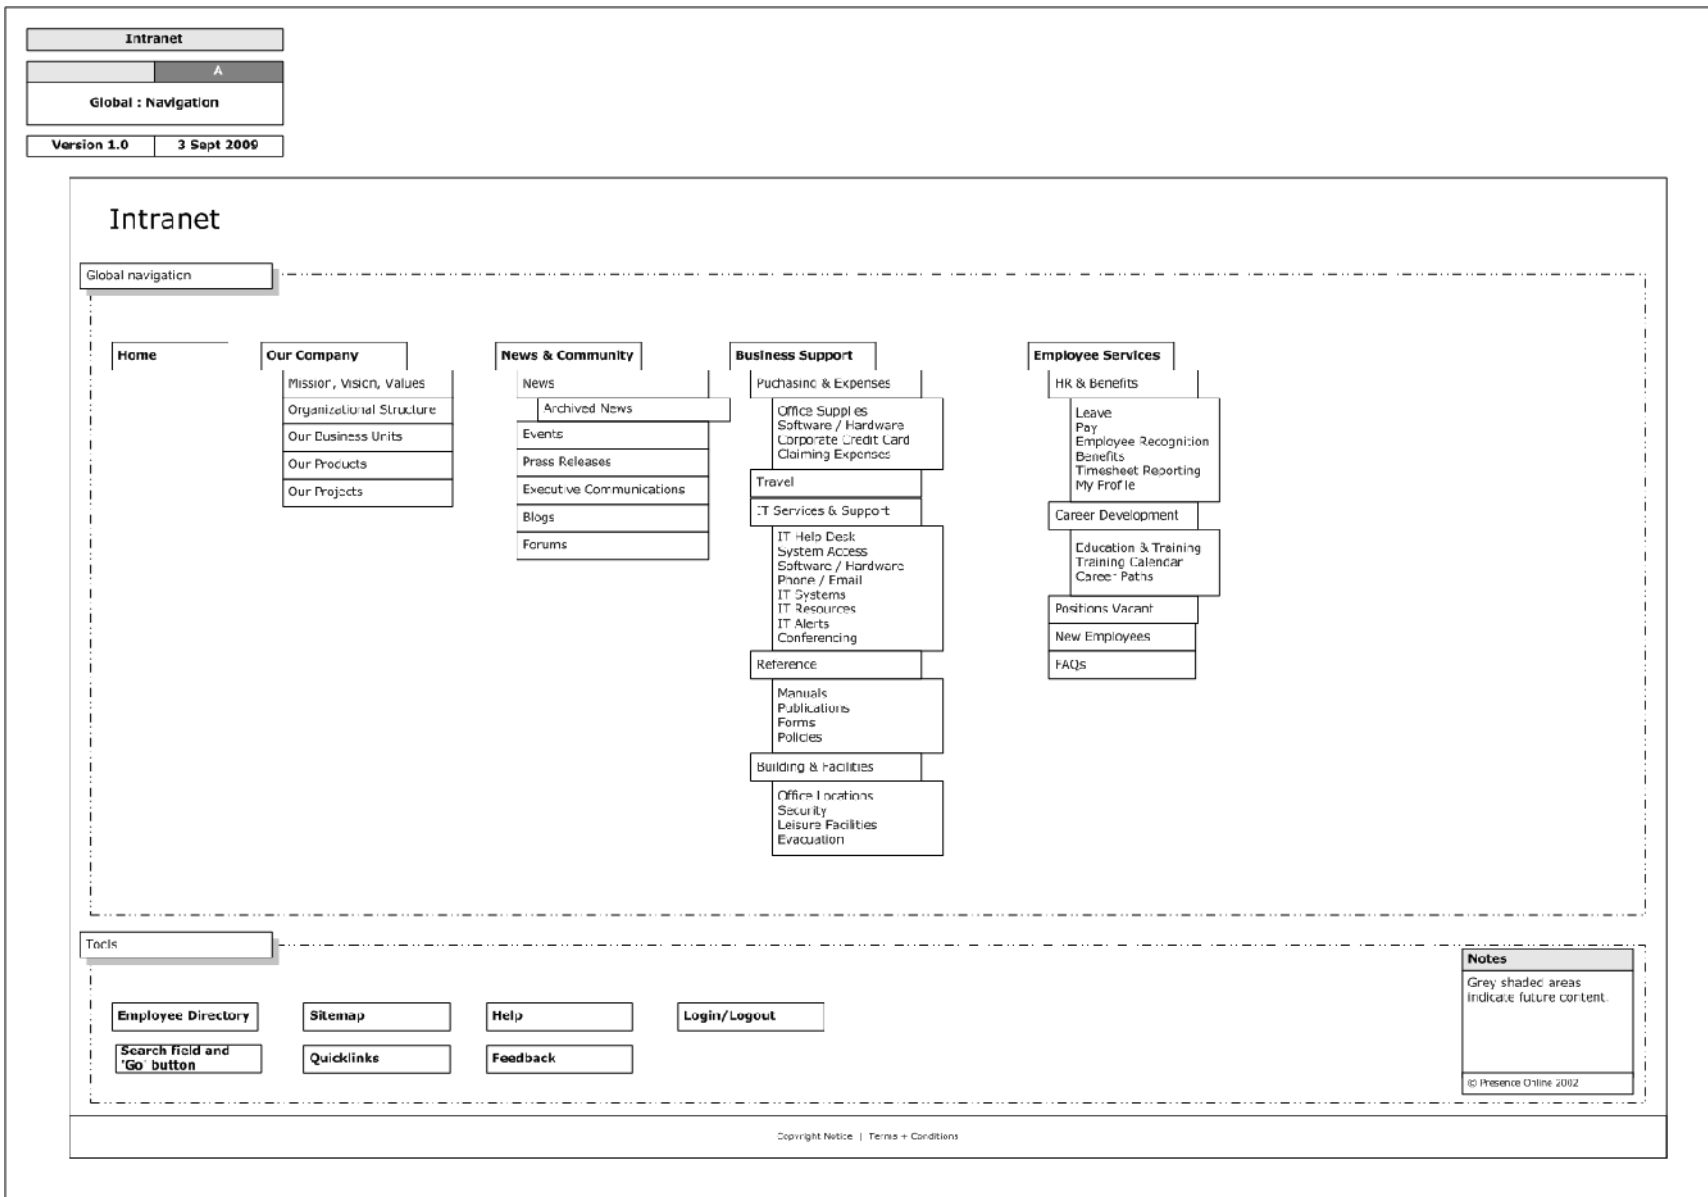 Intranet
A
Global : Navigation
Version 1.0
3 Sept 2009
Intranet
Global navigation
Home
Our Company
Mission, Vision, Values
Organizational Structure
Our Business Units
Our Products
Our Projects
News & Community
News
Archived News
Events
Press Releases
Executive Communications
Blogs
Forums
Business Support
Puchasing & Expenses
Office Supplies
Software / Hardware
Corporate Credit Card
Claiming Expenses
Travel
IT Services & Support
IT Help Desk
System Access
Software / Hardware
Phone / Email
IT Systems
IT Resources
IT Alerts
Conferencing
Reference
Manuals
Publications
Forms
Policies
Building & Facilities
Office Locations
Security
Leisure Facilities
Evacuation
Employee Services
HR & Benefits
Leave
Pay
Employee Recognition
Benefits
Timesheet Reporting
My Profile
Career Development
Education & Training
Training Calendar
Career Paths
Positions Vacant
New Employees
FAQs
Tools
Employee Directory
Sitemap
Help
Login/Logout
Search field and
'Go' button
Quicklinks
Feedback
Notes
Grey shaded areas
indicate future content.
© Presence Online 2002
Copyright Notice | Terms + Conditions